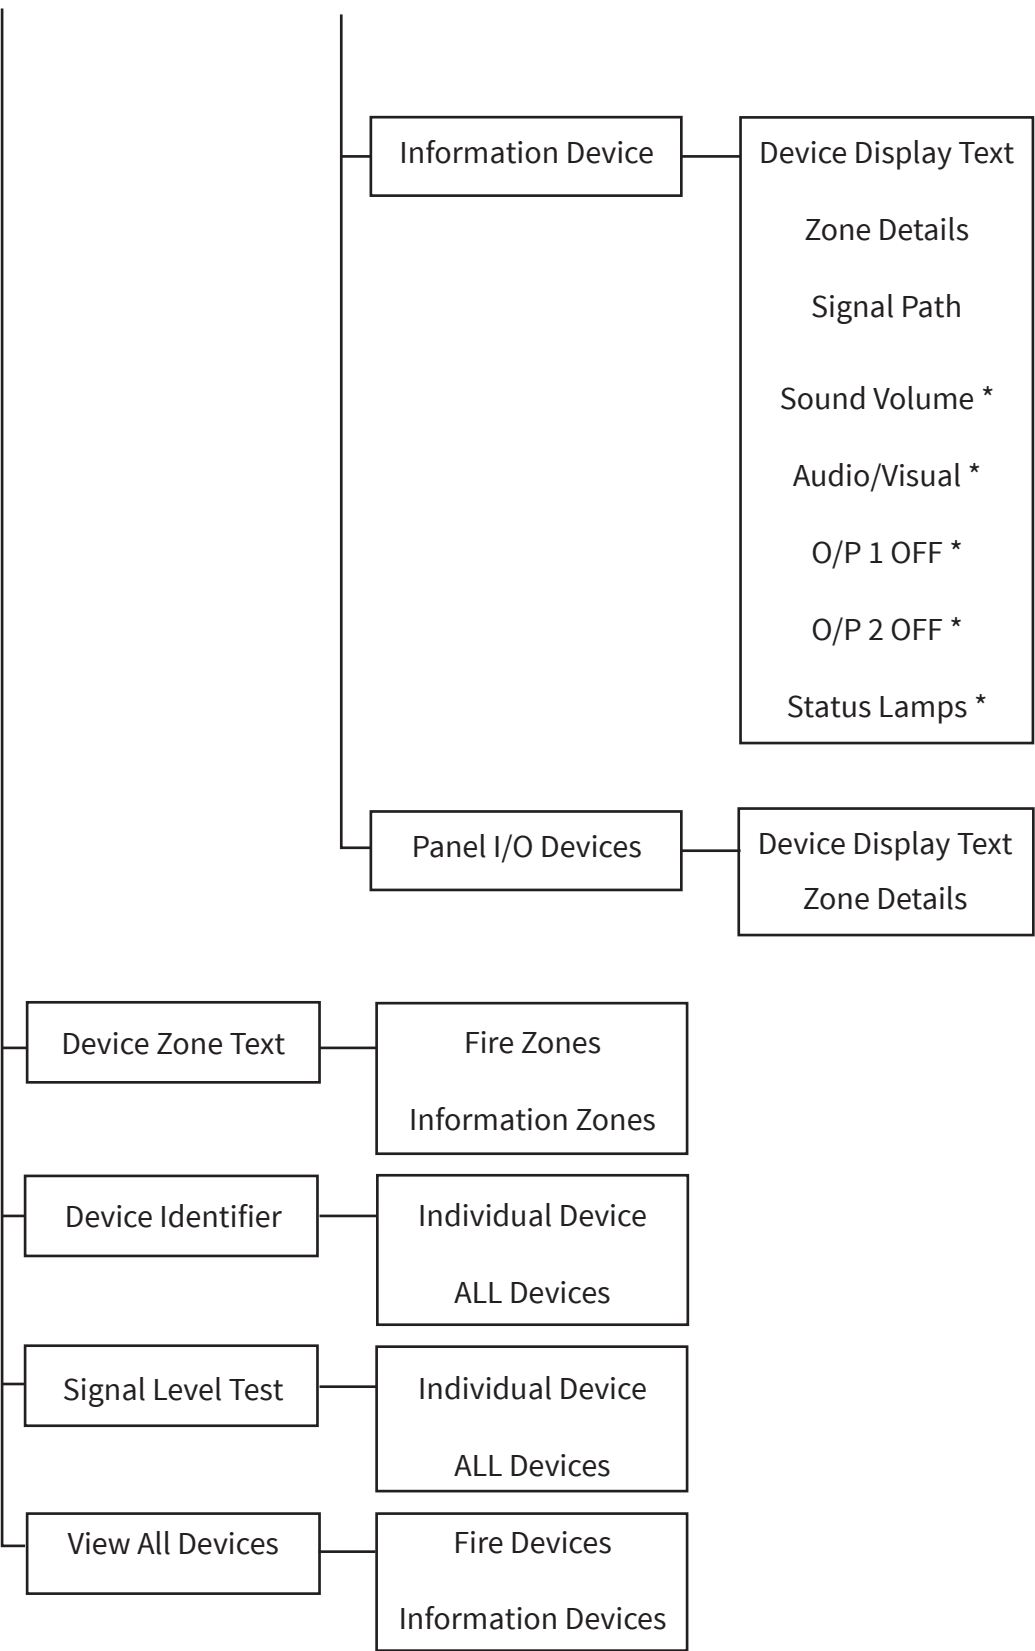 Information Device
Device Display Text
Zone Details
Signal Path
Sound Volume *
Audio/Visual *
O/P 1 OFF *
O/P 2 OFF *
Status Lamps *
Panel I/O Devices
Device Display Text
Zone Details
Device Zone Text
Fire Zones
Information Zones
Device Identifier
Individual Device
ALL Devices
Signal Level Test
Individual Device
ALL Devices
View All Devices
Fire Devices
Information Devices